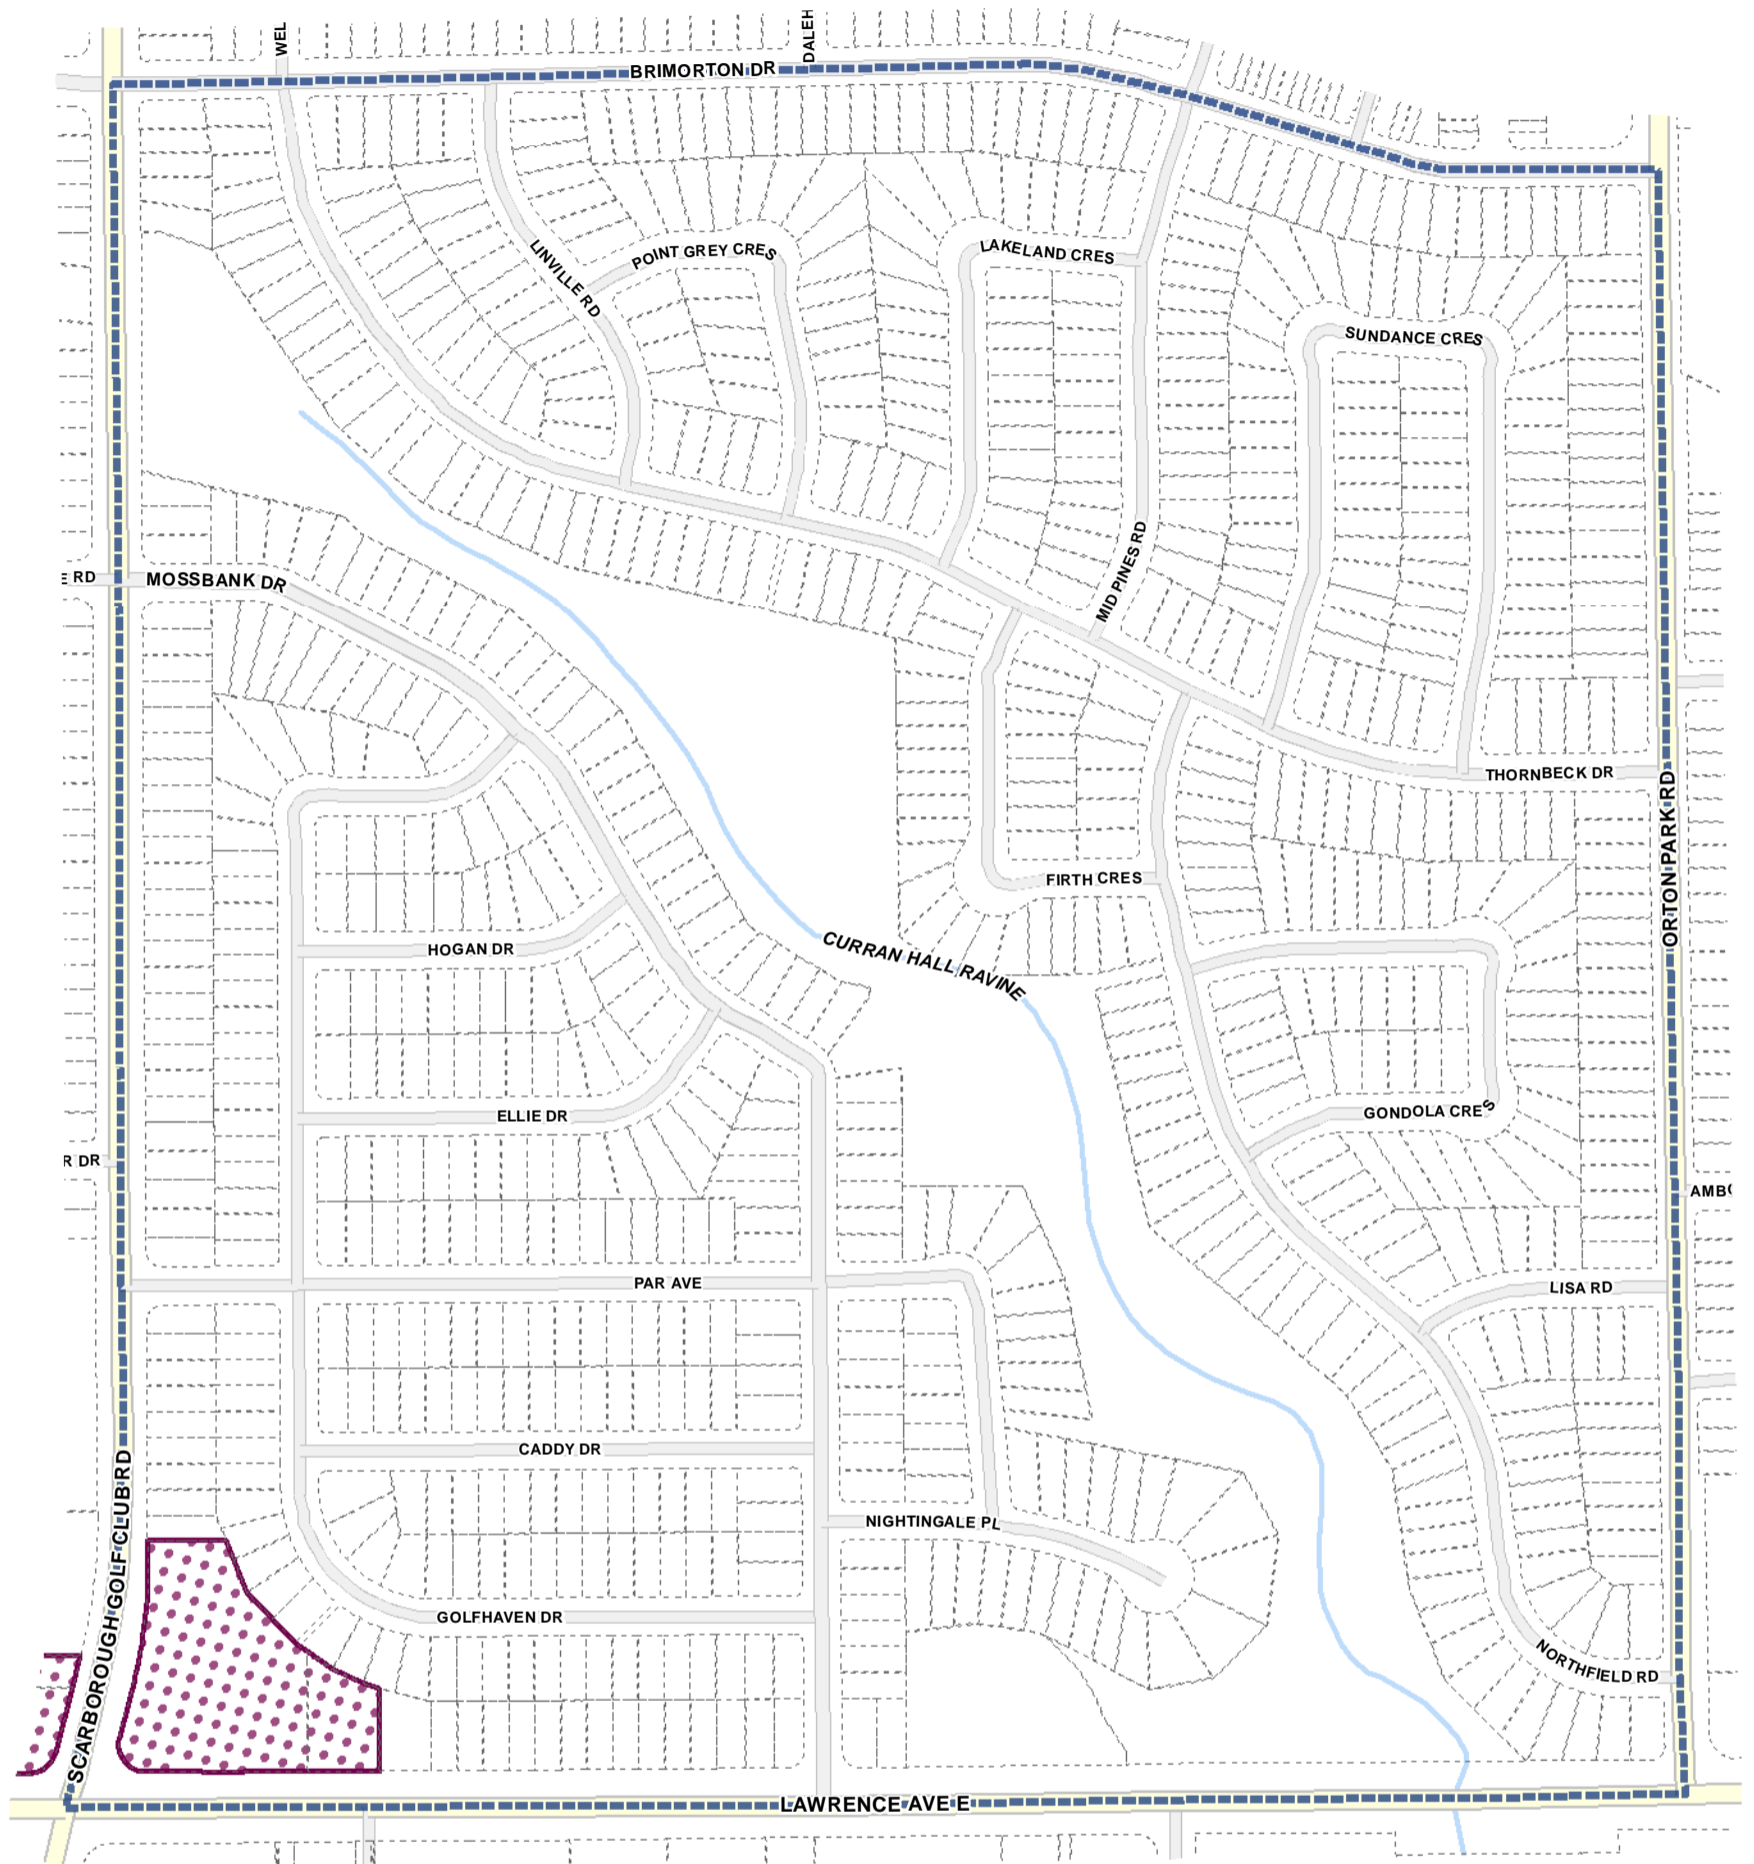 WEL
DALEH
BRIMORTON DR
LINVILLE RD
POINT GREY CRES
LAKELAND CRES
SUNDANCE CRES
E RD
MOSSBANK DR
MID PINES RD
THORNBECK DR
ORTON PARK RD
FIRTH CRES
HOGAN DR
CURRAN HALL RAVINE
ELLIE DR
GONDOLA CRES
R DR
AMBO
PAR AVE
LISA RD
CADDY DR
SCARBOROUGH GOLF CLUB RD
NIGHTINGALE PL
GOLFHAVEN DR
NORTHFIELD RD
LAWRENCE AVE E